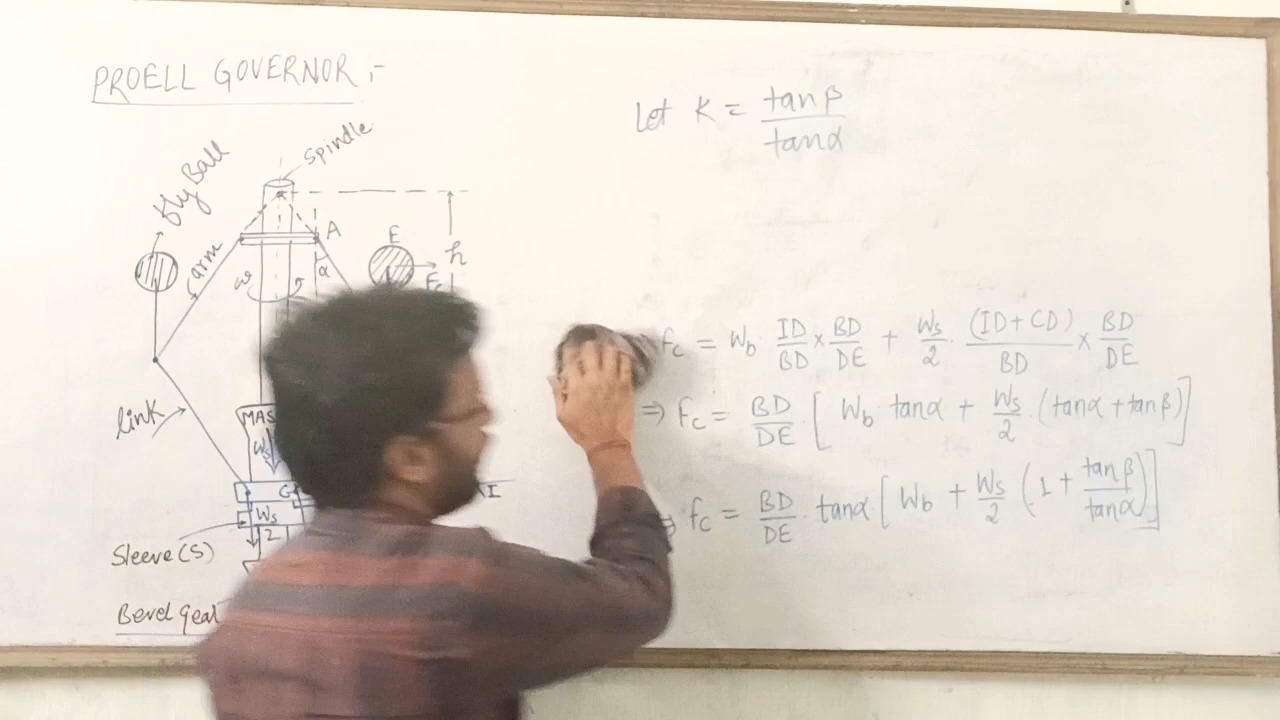 PROELL GOVERNOR :-
Let K = tanβ / tanα
Spindle
fly Ball
A
E
arm
α
h
ω
Fc
fc = Wb · ID/BD × BD/DE + Ws/2 · (ID+CD)/BD × BD/DE
link
MAS
⇒ Fc = BD/DE · [ Wb tanα + Ws/2 · (tanα + tanβ) ]
Ws
G
I
Ws/2
⇒ fc = BD/DE · tanα [ Wb + Ws/2 ( 1 + tanβ/tanα ) ]
Sleeve (S)
Bevel gear